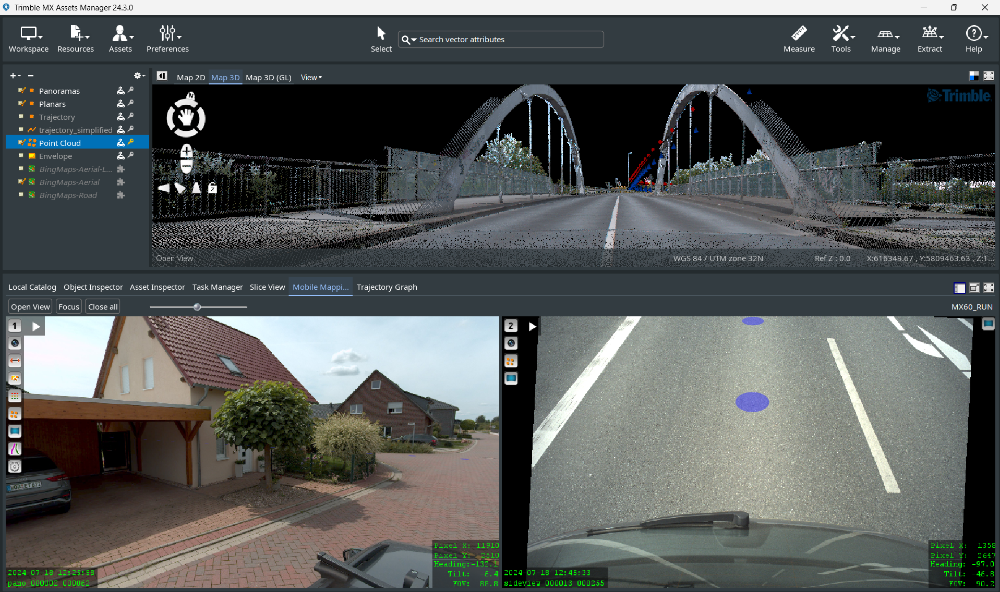 Trimble MX Assets Manager 24.3.0
Workspace Resources Assets Preferences Select Search vector attributes Measure Tools Manage Extract Help
Map 2D Map 3D Map 3D (GL) View
Panoramas
Planars
Trajectory
trajectory_simplified
Point Cloud
Envelope
BingMaps-Aerial-L...
BingMaps-Aerial
BingMaps-Road
N
Z
Trimble
Open View WGS 84 / UTM zone 32N Ref Z : 0.0 X:616349.67 , Y:5809463.63 , Z:1...
Local Catalog Object Inspector Asset Inspector Task Manager Slice View Mobile Mappi... Trajectory Graph
Open View Focus Close all MX60_RUN
1
WOB ET 672
Pixel X: 11910
Pixel Y: 2510
Heading:-132.1
Tilt: -6.4
FOV: 88.8
2024-07-18 12:25:58
pano_000002_000062
2
Pixel X: 1358
Pixel Y: 2647
Heading: -97.0
Tilt: -46.8
FOV: 90.2
2024-07-18 12:45:33
sideview_000013_000255